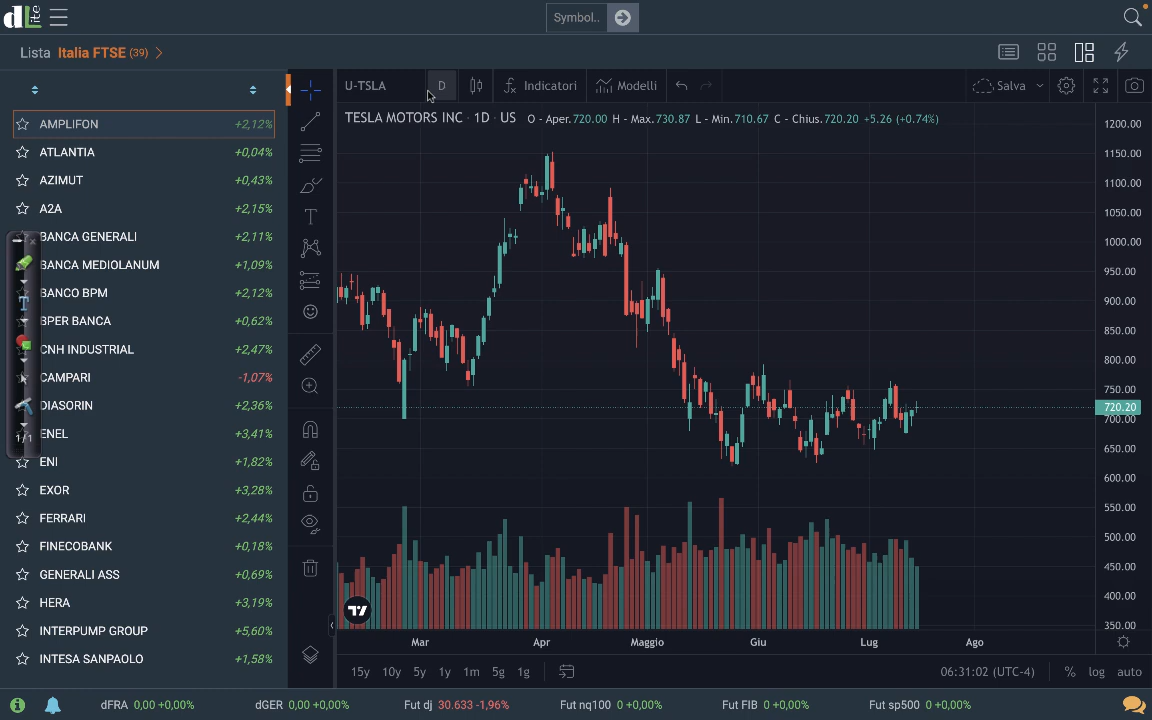 dLite
Symbol..
Lista Italia FTSE (39)
U-TSLA D Indicatori Modelli Salva
TESLA MOTORS INC · 1D · US O - Aper.720.00 H - Max.730.87 L - Min.710.67 C - Chius.720.20 +5.26 (+0.74%)
AMPLIFON +2,12%
ATLANTIA +0,04%
AZIMUT +0,43%
A2A +2,15%
BANCA GENERALI +2,11%
BANCA MEDIOLANUM +1,09%
BANCO BPM +2,12%
BPER BANCA +0,62%
CNH INDUSTRIAL +2,47%
CAMPARI -1,07%
DIASORIN +2,36%
ENEL +3,41%
ENI +1,82%
EXOR +3,28%
FERRARI +2,44%
FINECOBANK +0,18%
GENERALI ASS +0,69%
HERA +3,19%
INTERPUMP GROUP +5,60%
INTESA SANPAOLO +1,58%
T
1/1
T
1200.00
1150.00
1100.00
1050.00
1000.00
950.00
900.00
850.00
800.00
750.00
720.20
700.00
650.00
600.00
550.00
500.00
450.00
400.00
350.00
Mar Apr Maggio Giu Lug Ago
15y 10y 5y 1y 1m 5g 1g 06:31:02 (UTC-4) % log auto
dFRA 0,00 +0,00% dGER 0,00 +0,00% Fut dj 30.633 -1,96% Fut nq100 0 +0,00% Fut FIB 0 +0,00% Fut sp500 0 +0,00%